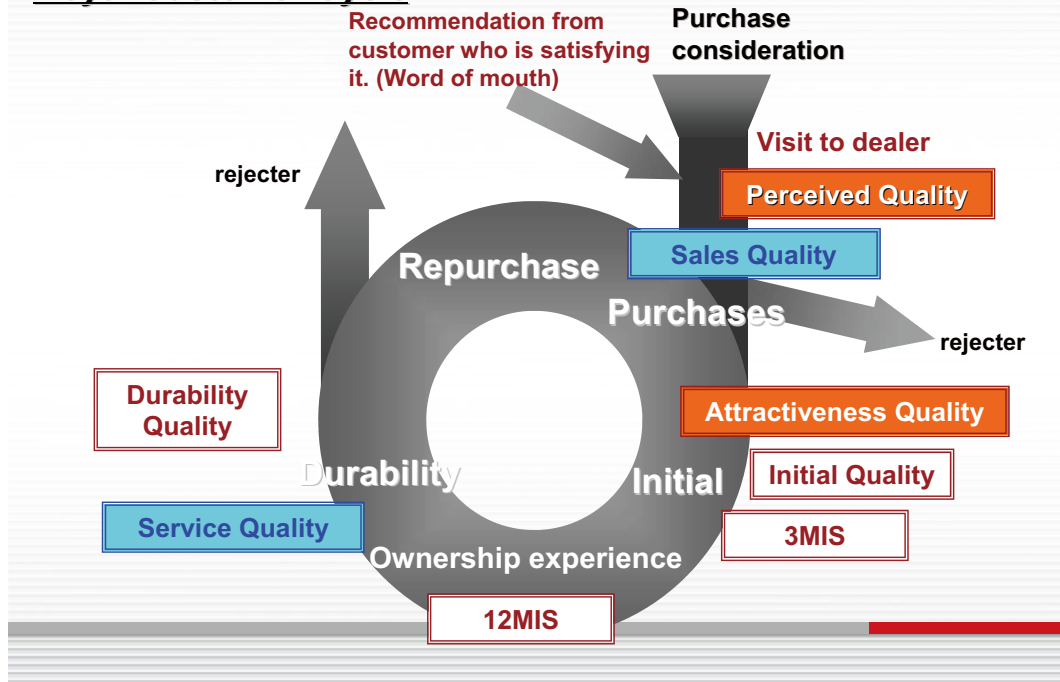 Recommendation from
customer who is satisfying
it. (Word of mouth)
Purchase
consideration
Visit to dealer
rejecter
Perceived Quality
Sales Quality
Repurchase
Purchases
rejecter
Durability
Quality
Attractiveness Quality
Durability
Initial
Initial Quality
Service Quality
3MIS
Ownership experience
12MIS